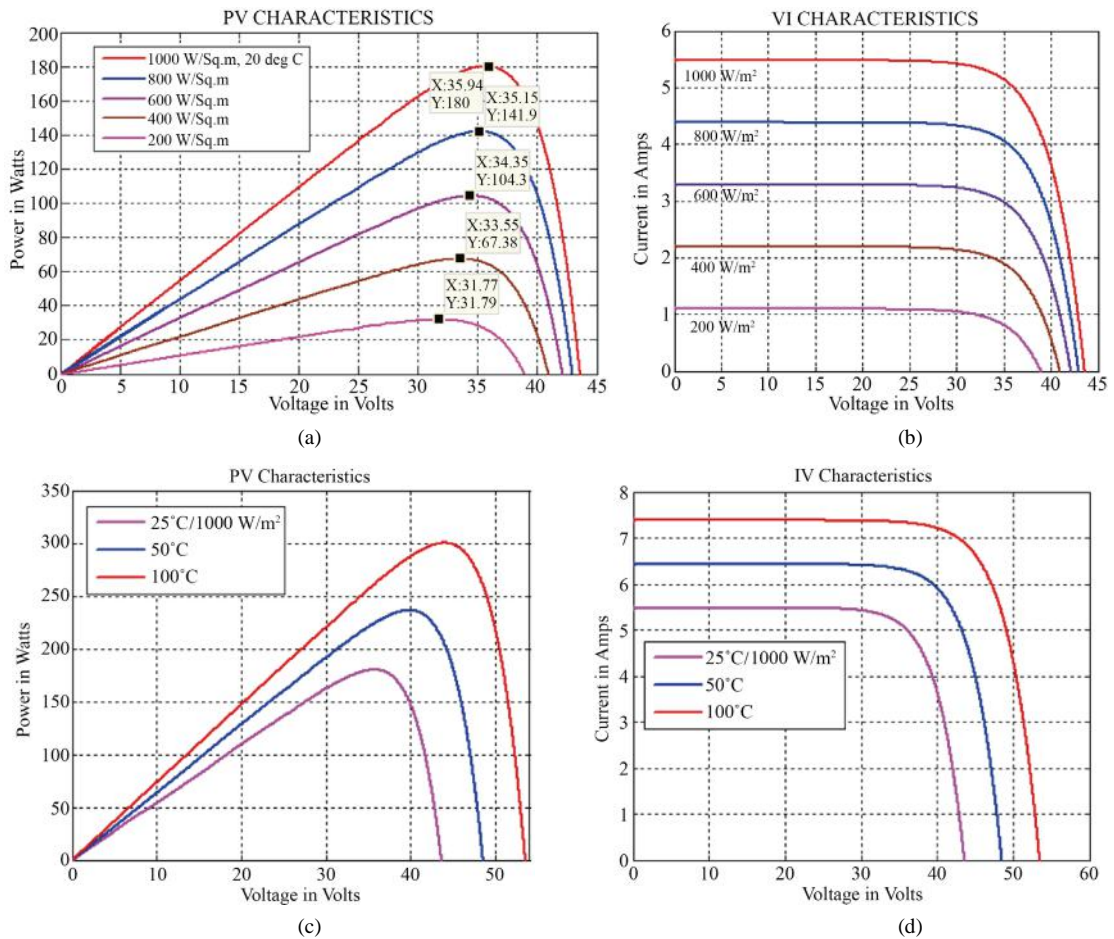 PV CHARACTERISTICS
Power in Watts
200
180
160
140
120
100
80
60
40
20
0
1000 W/Sq.m, 20 deg C
800 W/Sq.m
600 W/Sq.m
400 W/Sq.m
200 W/Sq.m
X:35.94
Y:180
X:35.15
Y:141.9
X:34.35
Y:104.3
X:33.55
Y:67.38
X:31.77
Y:31.79
0 5 10 15 20 25 30 35 40 45
Voltage in Volts
(a)
VI CHARACTERISTICS
Current in Amps
6
5
4
3
2
1
0
1000 W/m²
800 W/m²
600 W/m²
400 W/m²
200 W/m²
0 5 10 15 20 25 30 35 40 45
Voltage in Volts
(b)
PV Characteristics
Power in Watts
350
300
250
200
150
100
50
0
25˚C/1000 W/m²
50˚C
100˚C
0 10 20 30 40 50
Voltage in Volts
(c)
IV Characteristics
Current in Amps
8
7
6
5
4
3
2
1
0
25˚C/1000 W/m²
50˚C
100˚C
0 10 20 30 40 50 60
Voltage in Volts
(d)